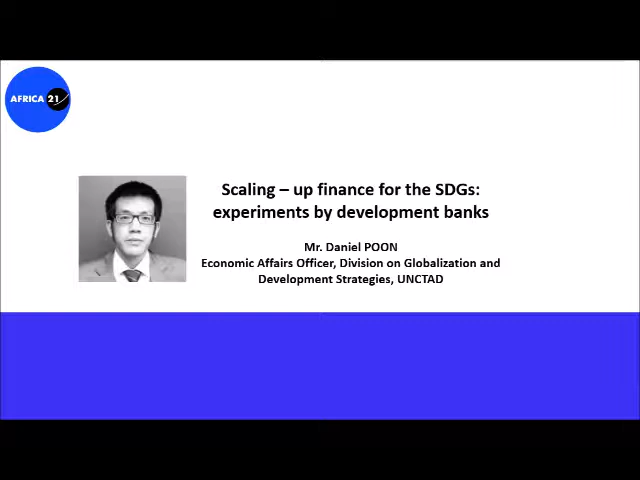 AFRICA 21
Scaling – up finance for the SDGs:
experiments by development banks
Mr. Daniel POON
Economic Affairs Officer, Division on Globalization and
Development Strategies, UNCTAD